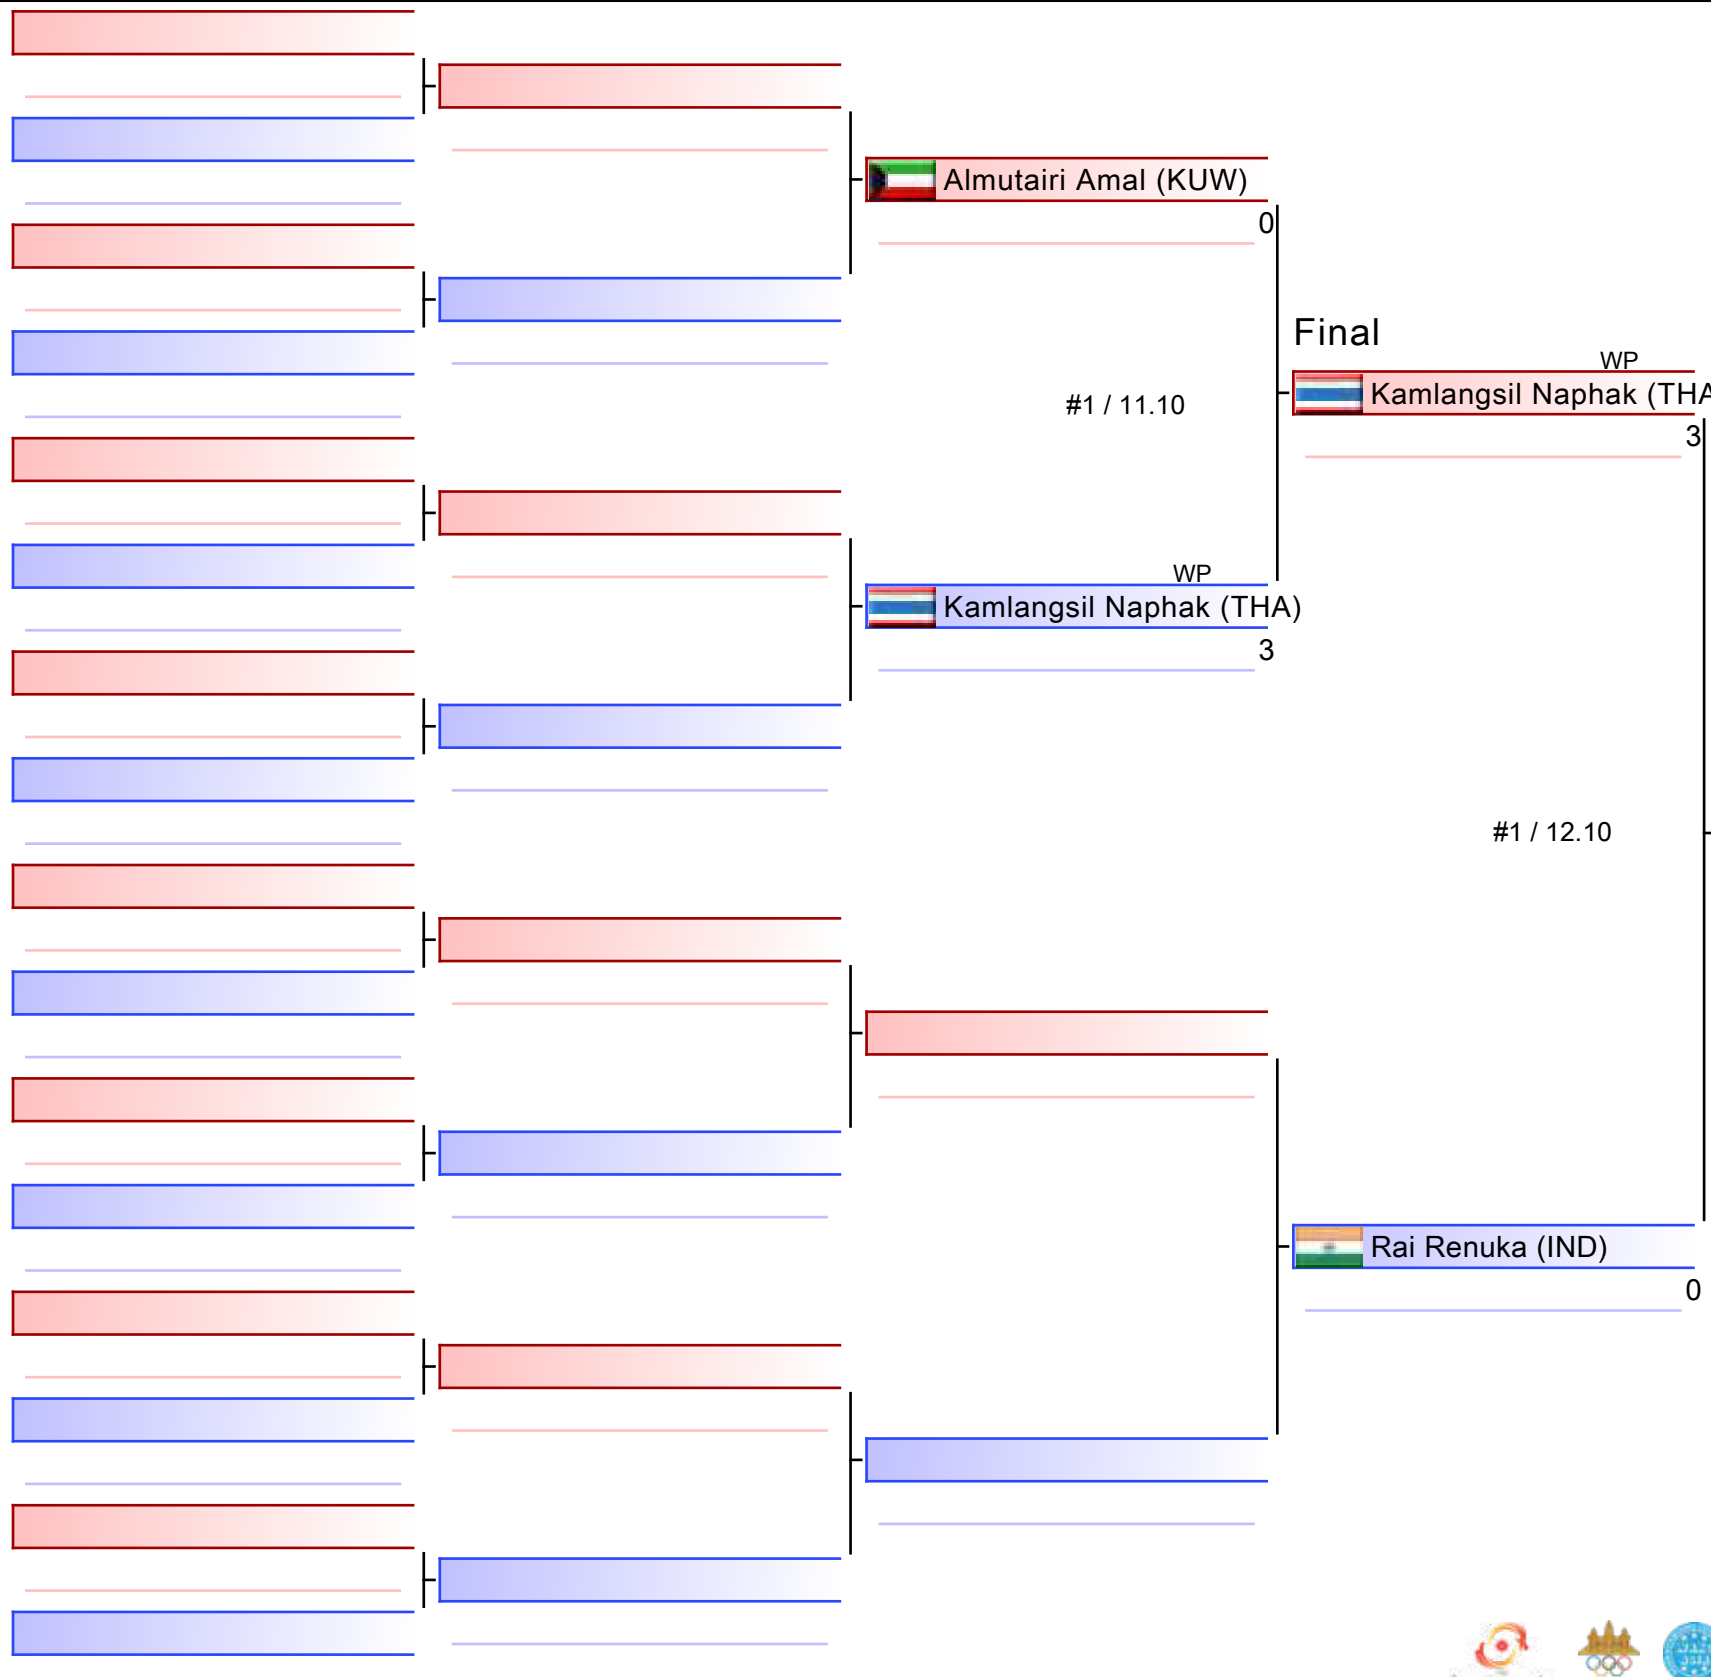 Almutairi Amal (KUW)
0
Final
WP
Kamlangsil Naphak (THA
3
#1 / 11.10
WP
Kamlangsil Naphak (THA)
3
#1 / 12.10
Rai Renuka (IND)
0